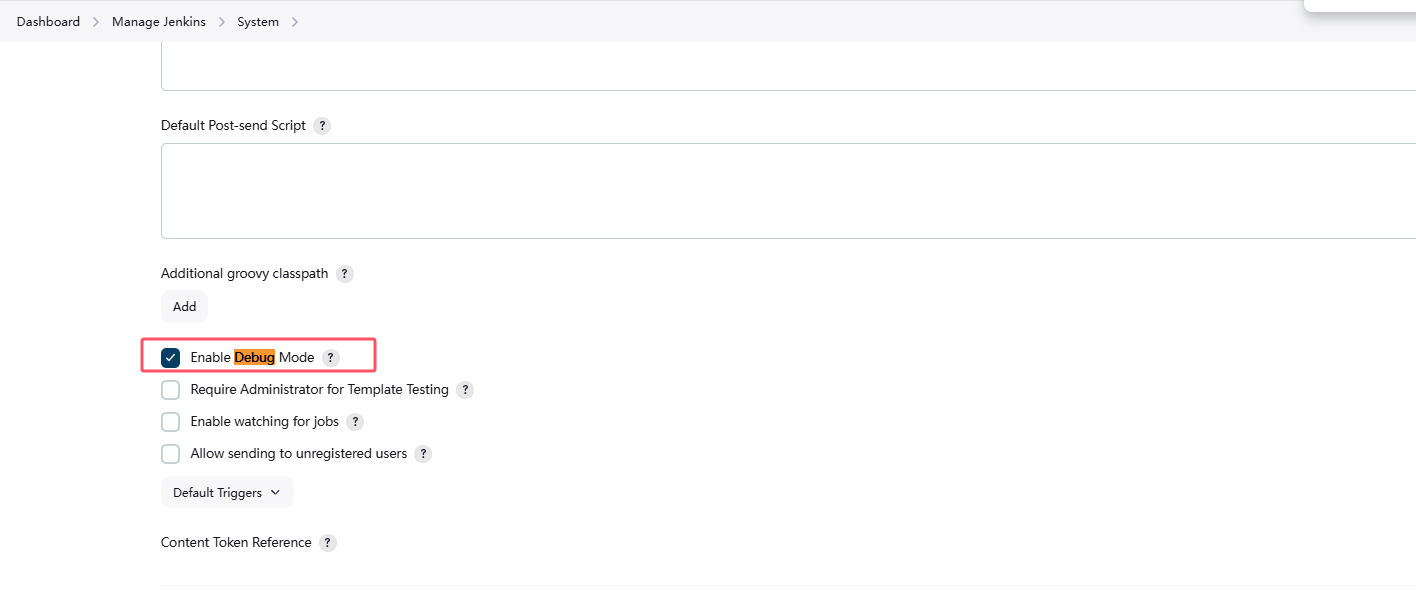 Dashboard > Manage Jenkins > System >
Default Post-send Script ?
Additional groovy classpath ?
Add
Enable Debug Mode ?
Require Administrator for Template Testing ?
Enable watching for jobs ?
Allow sending to unregistered users ?
Default Triggers
Content Token Reference ?